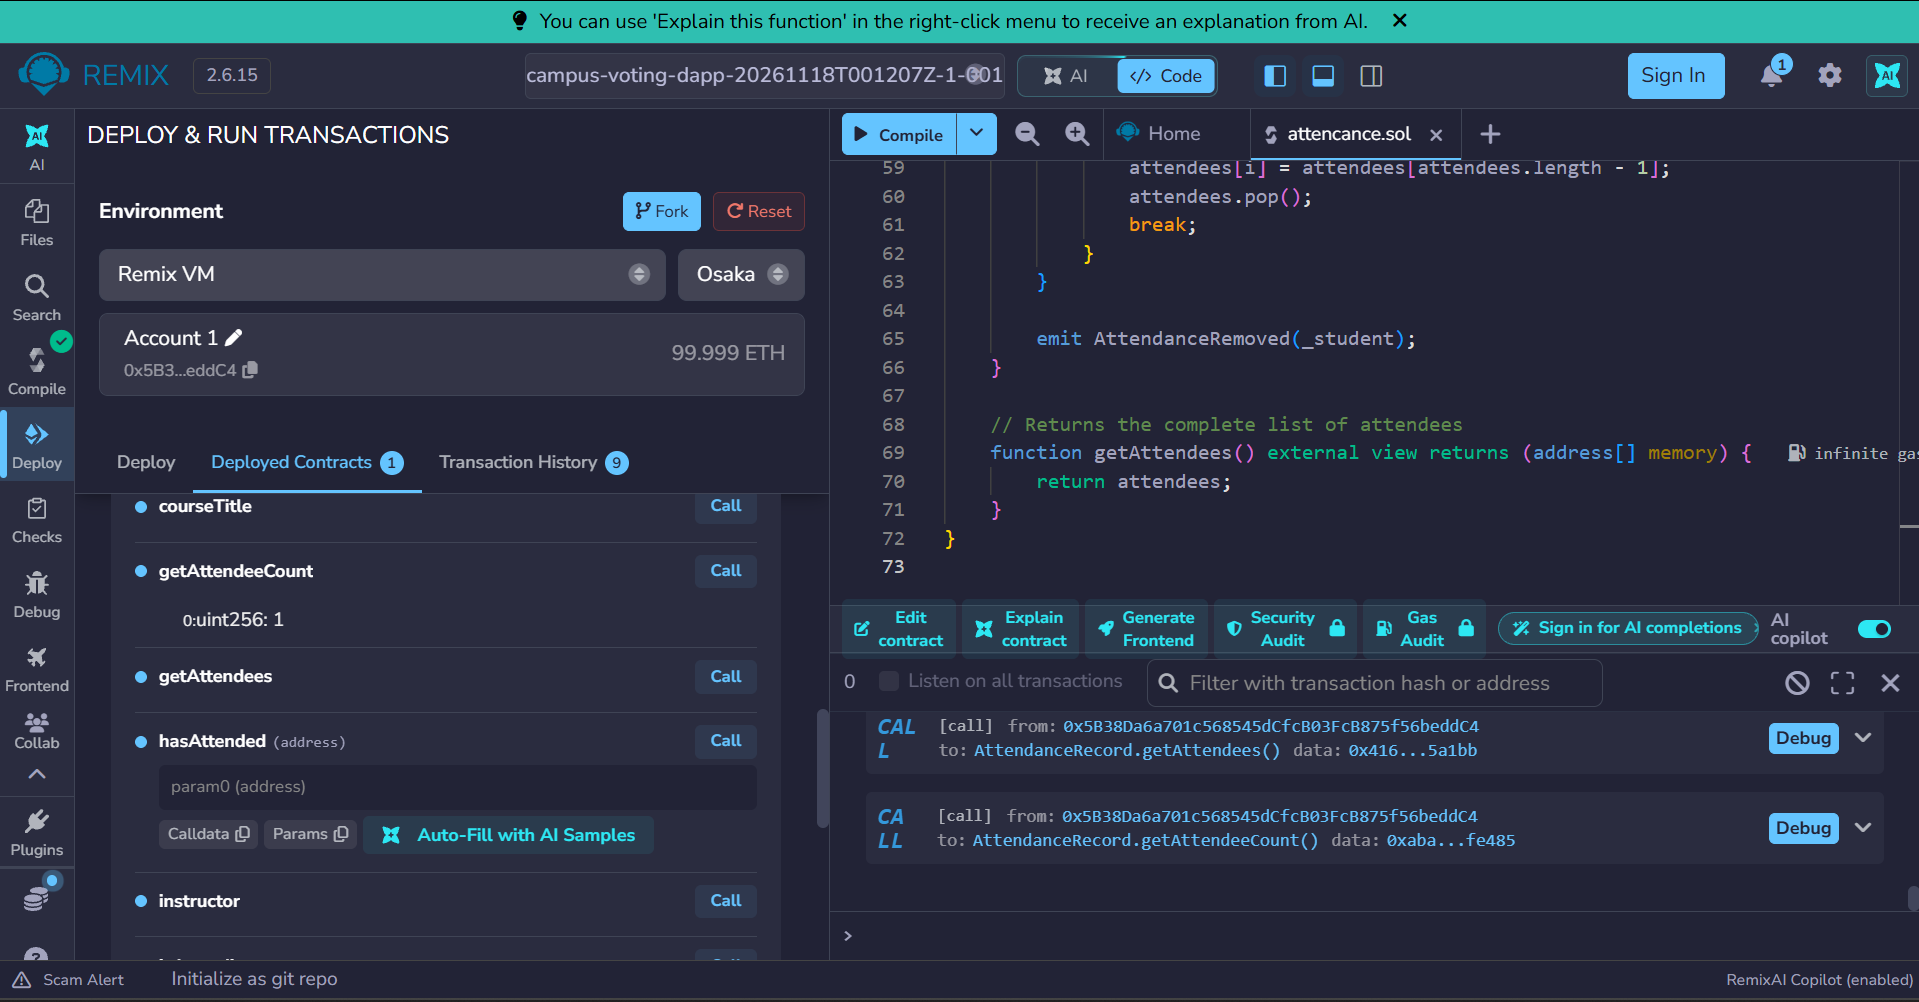 You can use 'Explain this function' in the right-click menu to receive an explanation from AI.
REMIX
2.6.15
campus-voting-dapp-20261118T001207Z-1-001
AI
Code
Sign In
1
AI
AI
Files
Search
Compile
Deploy
Checks
Debug
Frontend
Collab
Plugins
DEPLOY & RUN TRANSACTIONS
Environment
Fork
Reset
Remix VM
Osaka
Account 1
0x5B3...eddC4
99.999 ETH
Deploy
Deployed Contracts 1
Transaction History 9
courseTitle
Call
getAttendeeCount
Call
0:uint256: 1
getAttendees
Call
hasAttended (address)
Call
param0 (address)
Calldata
Params
Auto-Fill with AI Samples
instructor
Call
Compile
Home
attencance.sol
59 attendees[i] = attendees[attendees.length - 1];
60 attendees.pop();
61 break;
62 }
63 }
64
65 emit AttendanceRemoved(_student);
66 }
67
68 // Returns the complete list of attendees
69 function getAttendees() external view returns (address[] memory) {
infinite gas
70 return attendees;
71 }
72 }
73
Edit contract
Explain contract
Generate Frontend
Security Audit
Gas Audit
Sign in for AI completions
AI copilot
0
Listen on all transactions
Filter with transaction hash or address
CALL
[call] from: 0x5B38Da6a701c568545dCfcB03FcB875f56beddC4
to: AttendanceRecord.getAttendees() data: 0x416...5a1bb
Debug
CALL
[call] from: 0x5B38Da6a701c568545dCfcB03FcB875f56beddC4
to: AttendanceRecord.getAttendeeCount() data: 0xaba...fe485
Debug
>
Scam Alert
Initialize as git repo
RemixAI Copilot (enabled)